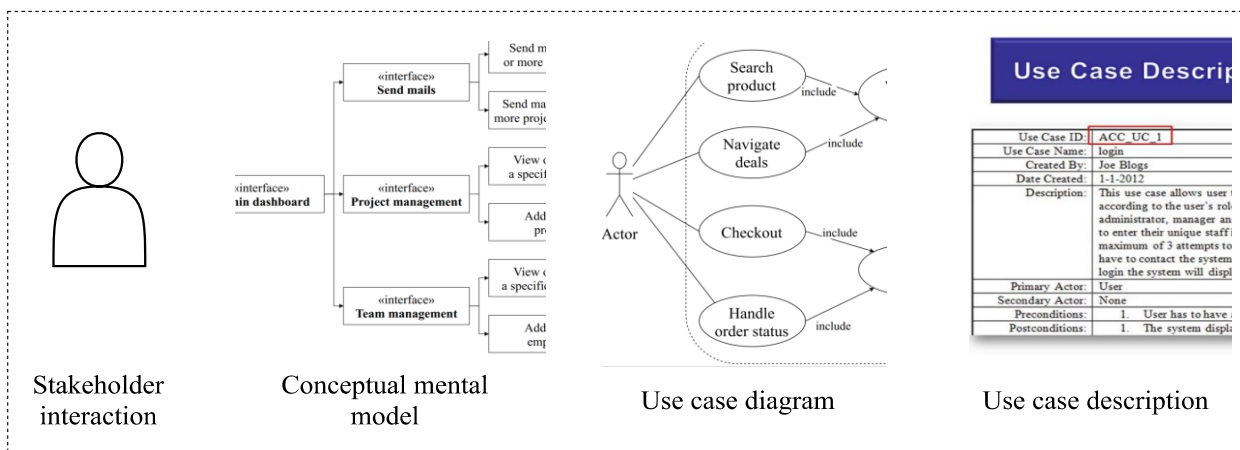 Send m
or more
«interface»
Send mails
Send ma
more proje
View o
a specif
«interface»
«interface»
Project management
Add
pro
View o
a specific
«interface»
Team management
Add
emp
Search
product
include
Navigate
deals
include
Actor
Checkout
include
Handle
order status
include
Use Case Descrip
Use Case ID: ACC_UC_1
Use Case Name: login
Created By: Joe Blogs
Date Created: 1-1-2012
Description: This use case allows user
according to the user's role
administrator, manager an
to enter their unique staff i
maximum of 3 attempts to
have to contact the system
login the system will displ
Primary Actor: User
Secondary Actor: None
Preconditions: 1. User has to have a
Postconditions: 1. The system displa
Stakeholder
interaction
Conceptual mental
model
Use case diagram
Use case description